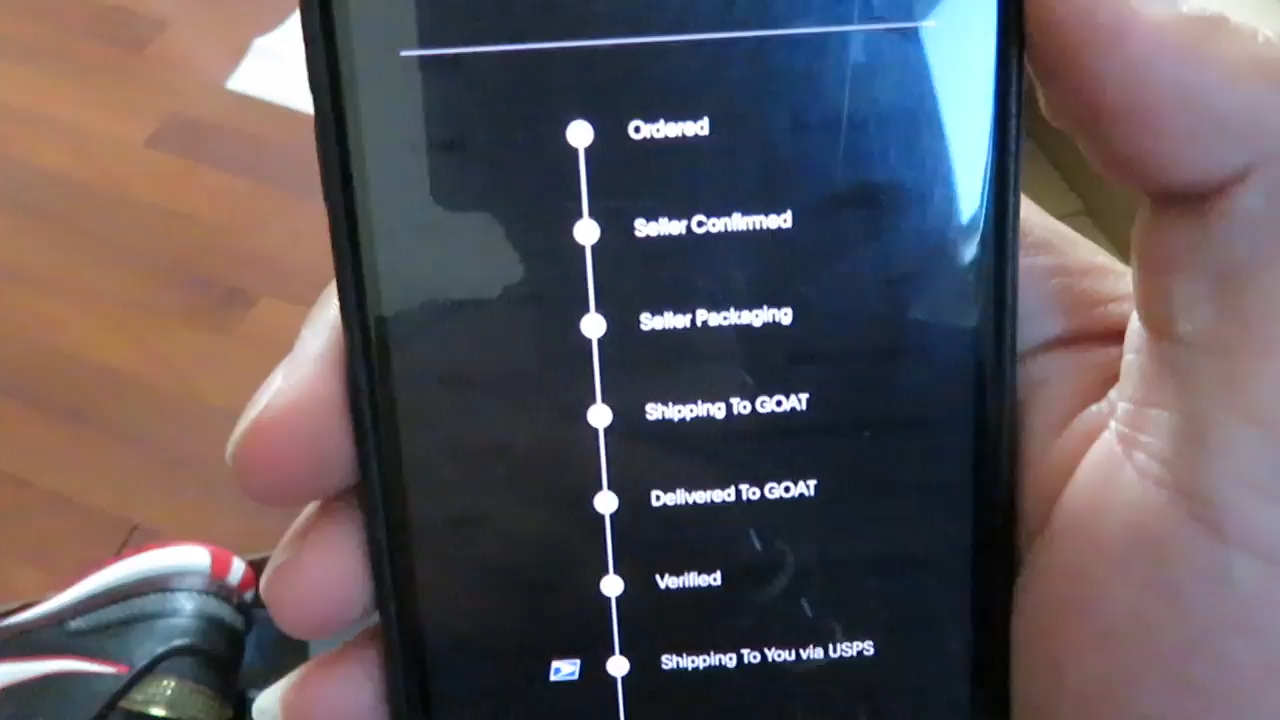 Ordered
Seller Confirmed
Seller Packaging
Shipping To GOAT
Delivered To GOAT
Verified
Shipping To You via USPS